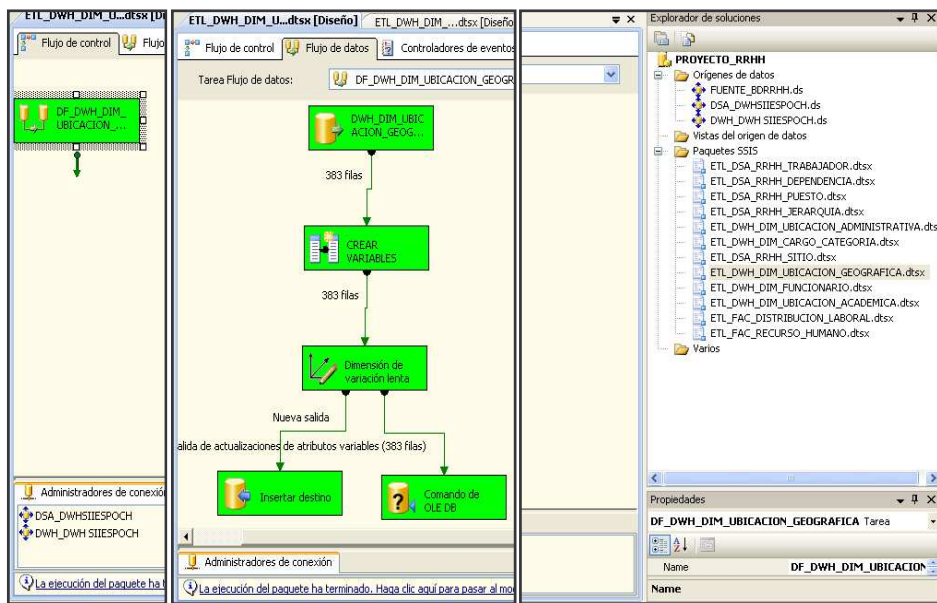 ETL_DWH_DIM_U...dtsx [Di
Flujo de control
Flujo
DF_DWH_DIM_
UBICACION_...
Administradores de conexió
DSA_DWHSIIESPOCH
DWH_DWH SIIESPOCH
La ejecución del paquete ha t
ETL_DWH_DIM_U...dtsx [Diseño]
ETL_DWH_DIM_...dtsx [Diseño
Flujo de control
Flujo de datos
Controladores de eventos
Tarea Flujo de datos:
DF_DWH_DIM_UBICACION_GEOGR
DWH_DIM_UBIC
ACION_GEOG...
383 filas
CREAR
VARIABLES
383 filas
Dimensión de
variación lenta
Nueva salida
alida de actualizaciones de atributos variables (383 filas)
Insertar destino
Comando de
OLE DB
Administradores de conexión
La ejecución del paquete ha terminado. Haga clic aquí para pasar al mo
Explorador de soluciones
PROYECTO_RRHH
Orígenes de datos
FUENTE_BDRRHH.ds
DSA_DWHSIIESPOCH.ds
DWH_DWH SIIESPOCH.ds
Vistas del origen de datos
Paquetes SSIS
ETL_DSA_RRHH_TRABAJADOR.dtsx
ETL_DSA_RRHH_DEPENDENCIA.dtsx
ETL_DSA_RRHH_PUESTO.dtsx
ETL_DSA_RRHH_JERARQUIA.dtsx
ETL_DWH_DIM_UBICACION_ADMINISTRATIVA.dts
ETL_DWH_DIM_CARGO_CATEGORIA.dtsx
ETL_DSA_RRHH_SITIO.dtsx
ETL_DWH_DIM_UBICACION_GEOGRAFICA.dtsx
ETL_DWH_DIM_FUNCIONARIO.dtsx
ETL_DWH_DIM_UBICACION_ACADEMICA.dtsx
ETL_FAC_DISTRIBUCION_LABORAL.dtsx
ETL_FAC_RECURSO_HUMANO.dtsx
Varios
Propiedades
DF_DWH_DIM_UBICACION_GEOGRAFICA Tarea
Name
DF_DWH_DIM_UBICACION
Name